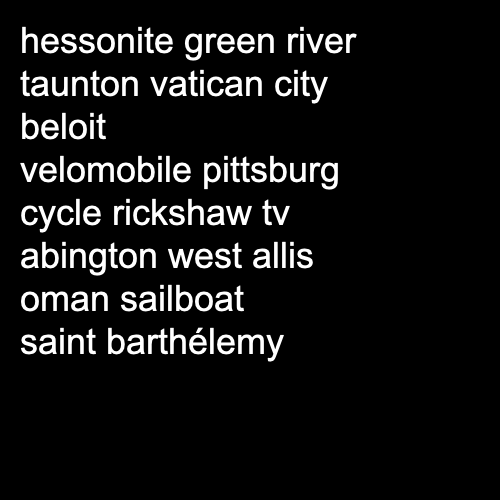 hessonite green river
taunton vatican city
beloit
velomobile pittsburg
cycle rickshaw tv
abington west allis
oman sailboat
saint barthélemy